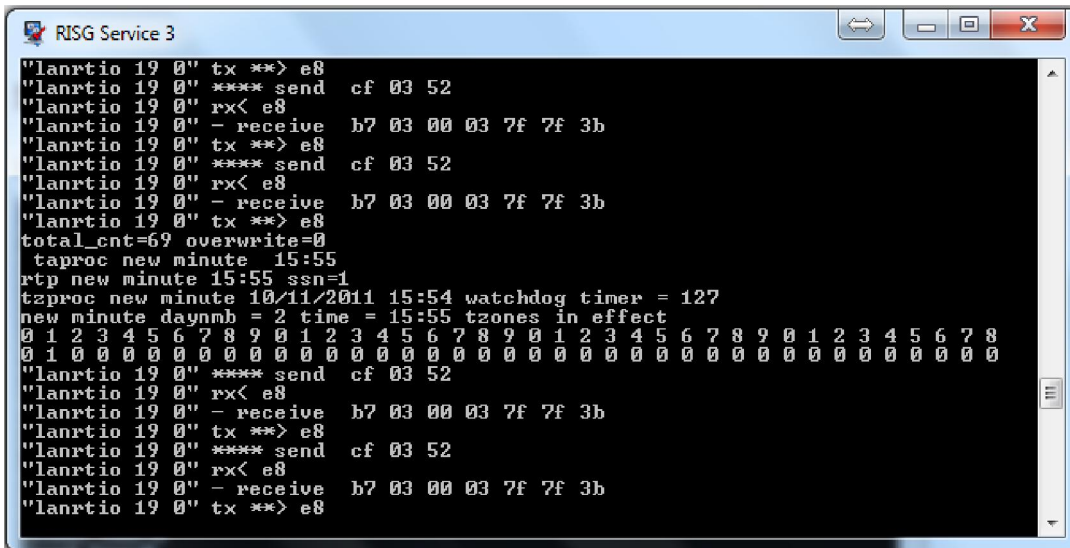 RISG Service 3
"lanrtio 19 0" tx **> e8
"lanrtio 19 0" **** send  cf 03 52
"lanrtio 19 0" rx< e8
"lanrtio 19 0" - receive  b7 03 00 03 7f 7f 3b
"lanrtio 19 0" tx **> e8
"lanrtio 19 0" **** send  cf 03 52
"lanrtio 19 0" rx< e8
"lanrtio 19 0" - receive  b7 03 00 03 7f 7f 3b
"lanrtio 19 0" tx **> e8
total_cnt=69 overwrite=0
 taproc new minute  15:55
rtp new minute 15:55 ssn=1
tzproc new minute 10/11/2011 15:54 watchdog timer = 127
new minute daynmb = 2 time = 15:55 tzones in effect
0 1 2 3 4 5 6 7 8 9 0 1 2 3 4 5 6 7 8 9 0 1 2 3 4 5 6 7 8 9 0 1 2 3 4 5 6 7 8
0 1 0 0 0 0 0 0 0 0 0 0 0 0 0 0 0 0 0 0 0 0 0 0 0 0 0 0 0 0 0 0 0 0 0 0 0 0 0
"lanrtio 19 0" **** send  cf 03 52
"lanrtio 19 0" rx< e8
"lanrtio 19 0" - receive  b7 03 00 03 7f 7f 3b
"lanrtio 19 0" tx **> e8
"lanrtio 19 0" **** send  cf 03 52
"lanrtio 19 0" rx< e8
"lanrtio 19 0" - receive  b7 03 00 03 7f 7f 3b
"lanrtio 19 0" tx **> e8